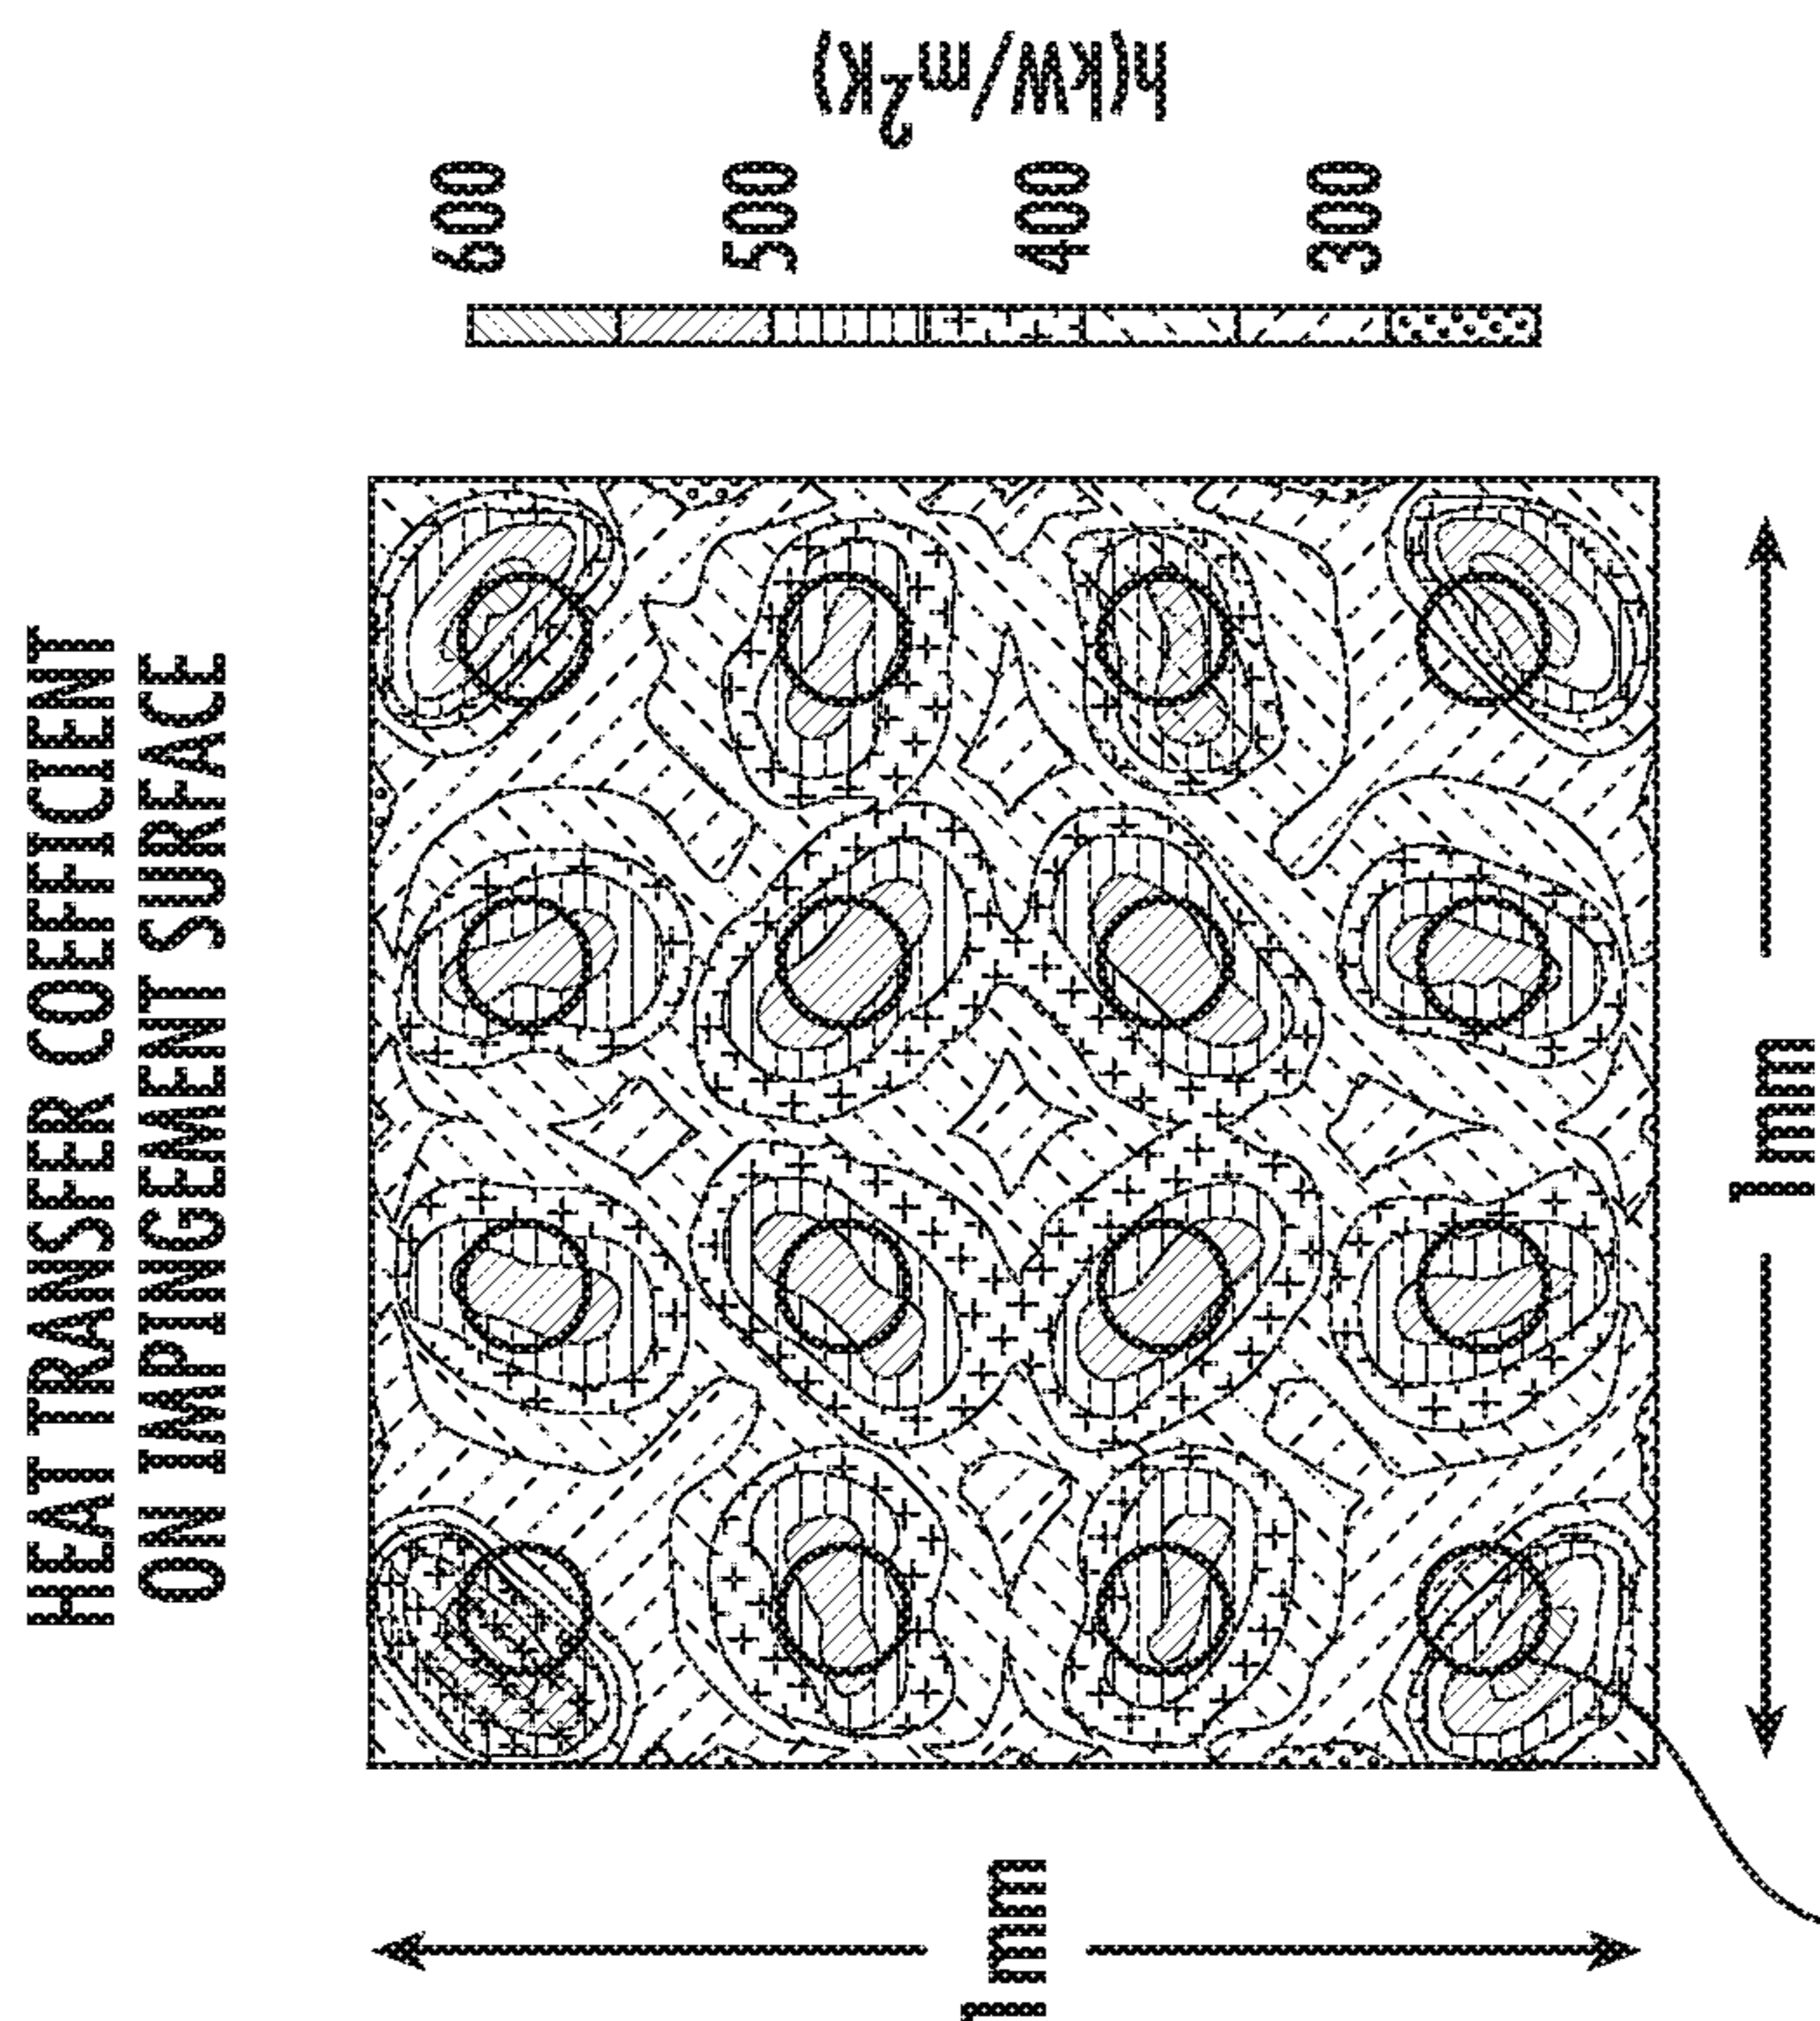 HEAT TRANSFER COEFFICIENT
ON IMPINGEMENT SURFACE
600
500
400
300
h(kW/m²K)
1mm
1mm